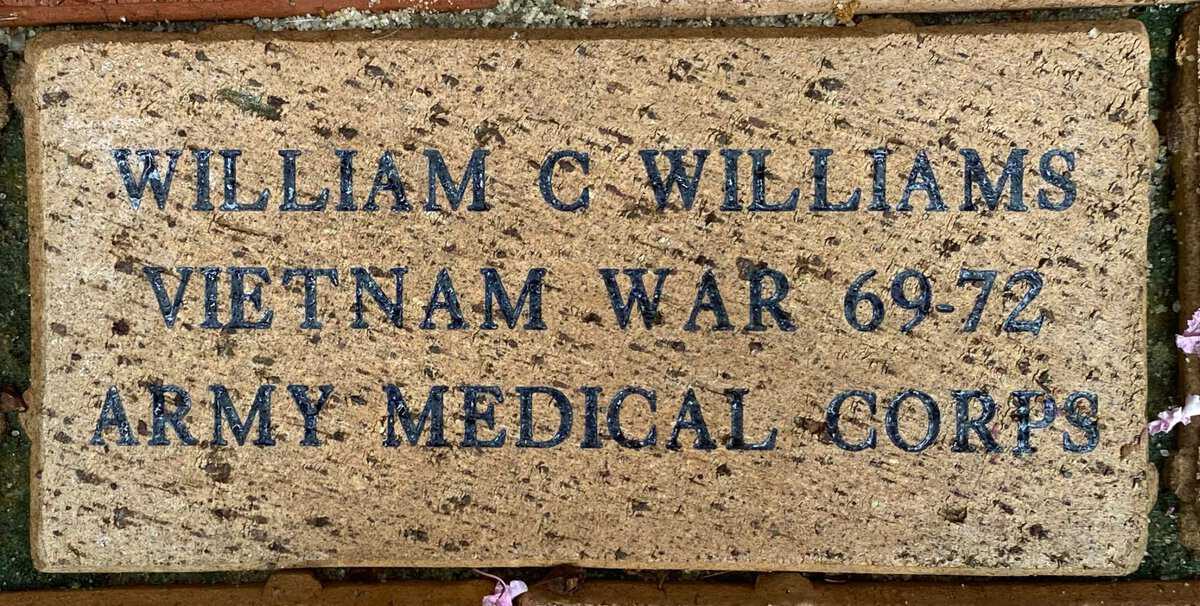 WILLIAM C WILLIAMS
VIETNAM WAR 69-72
ARMY MEDICAL CORPS